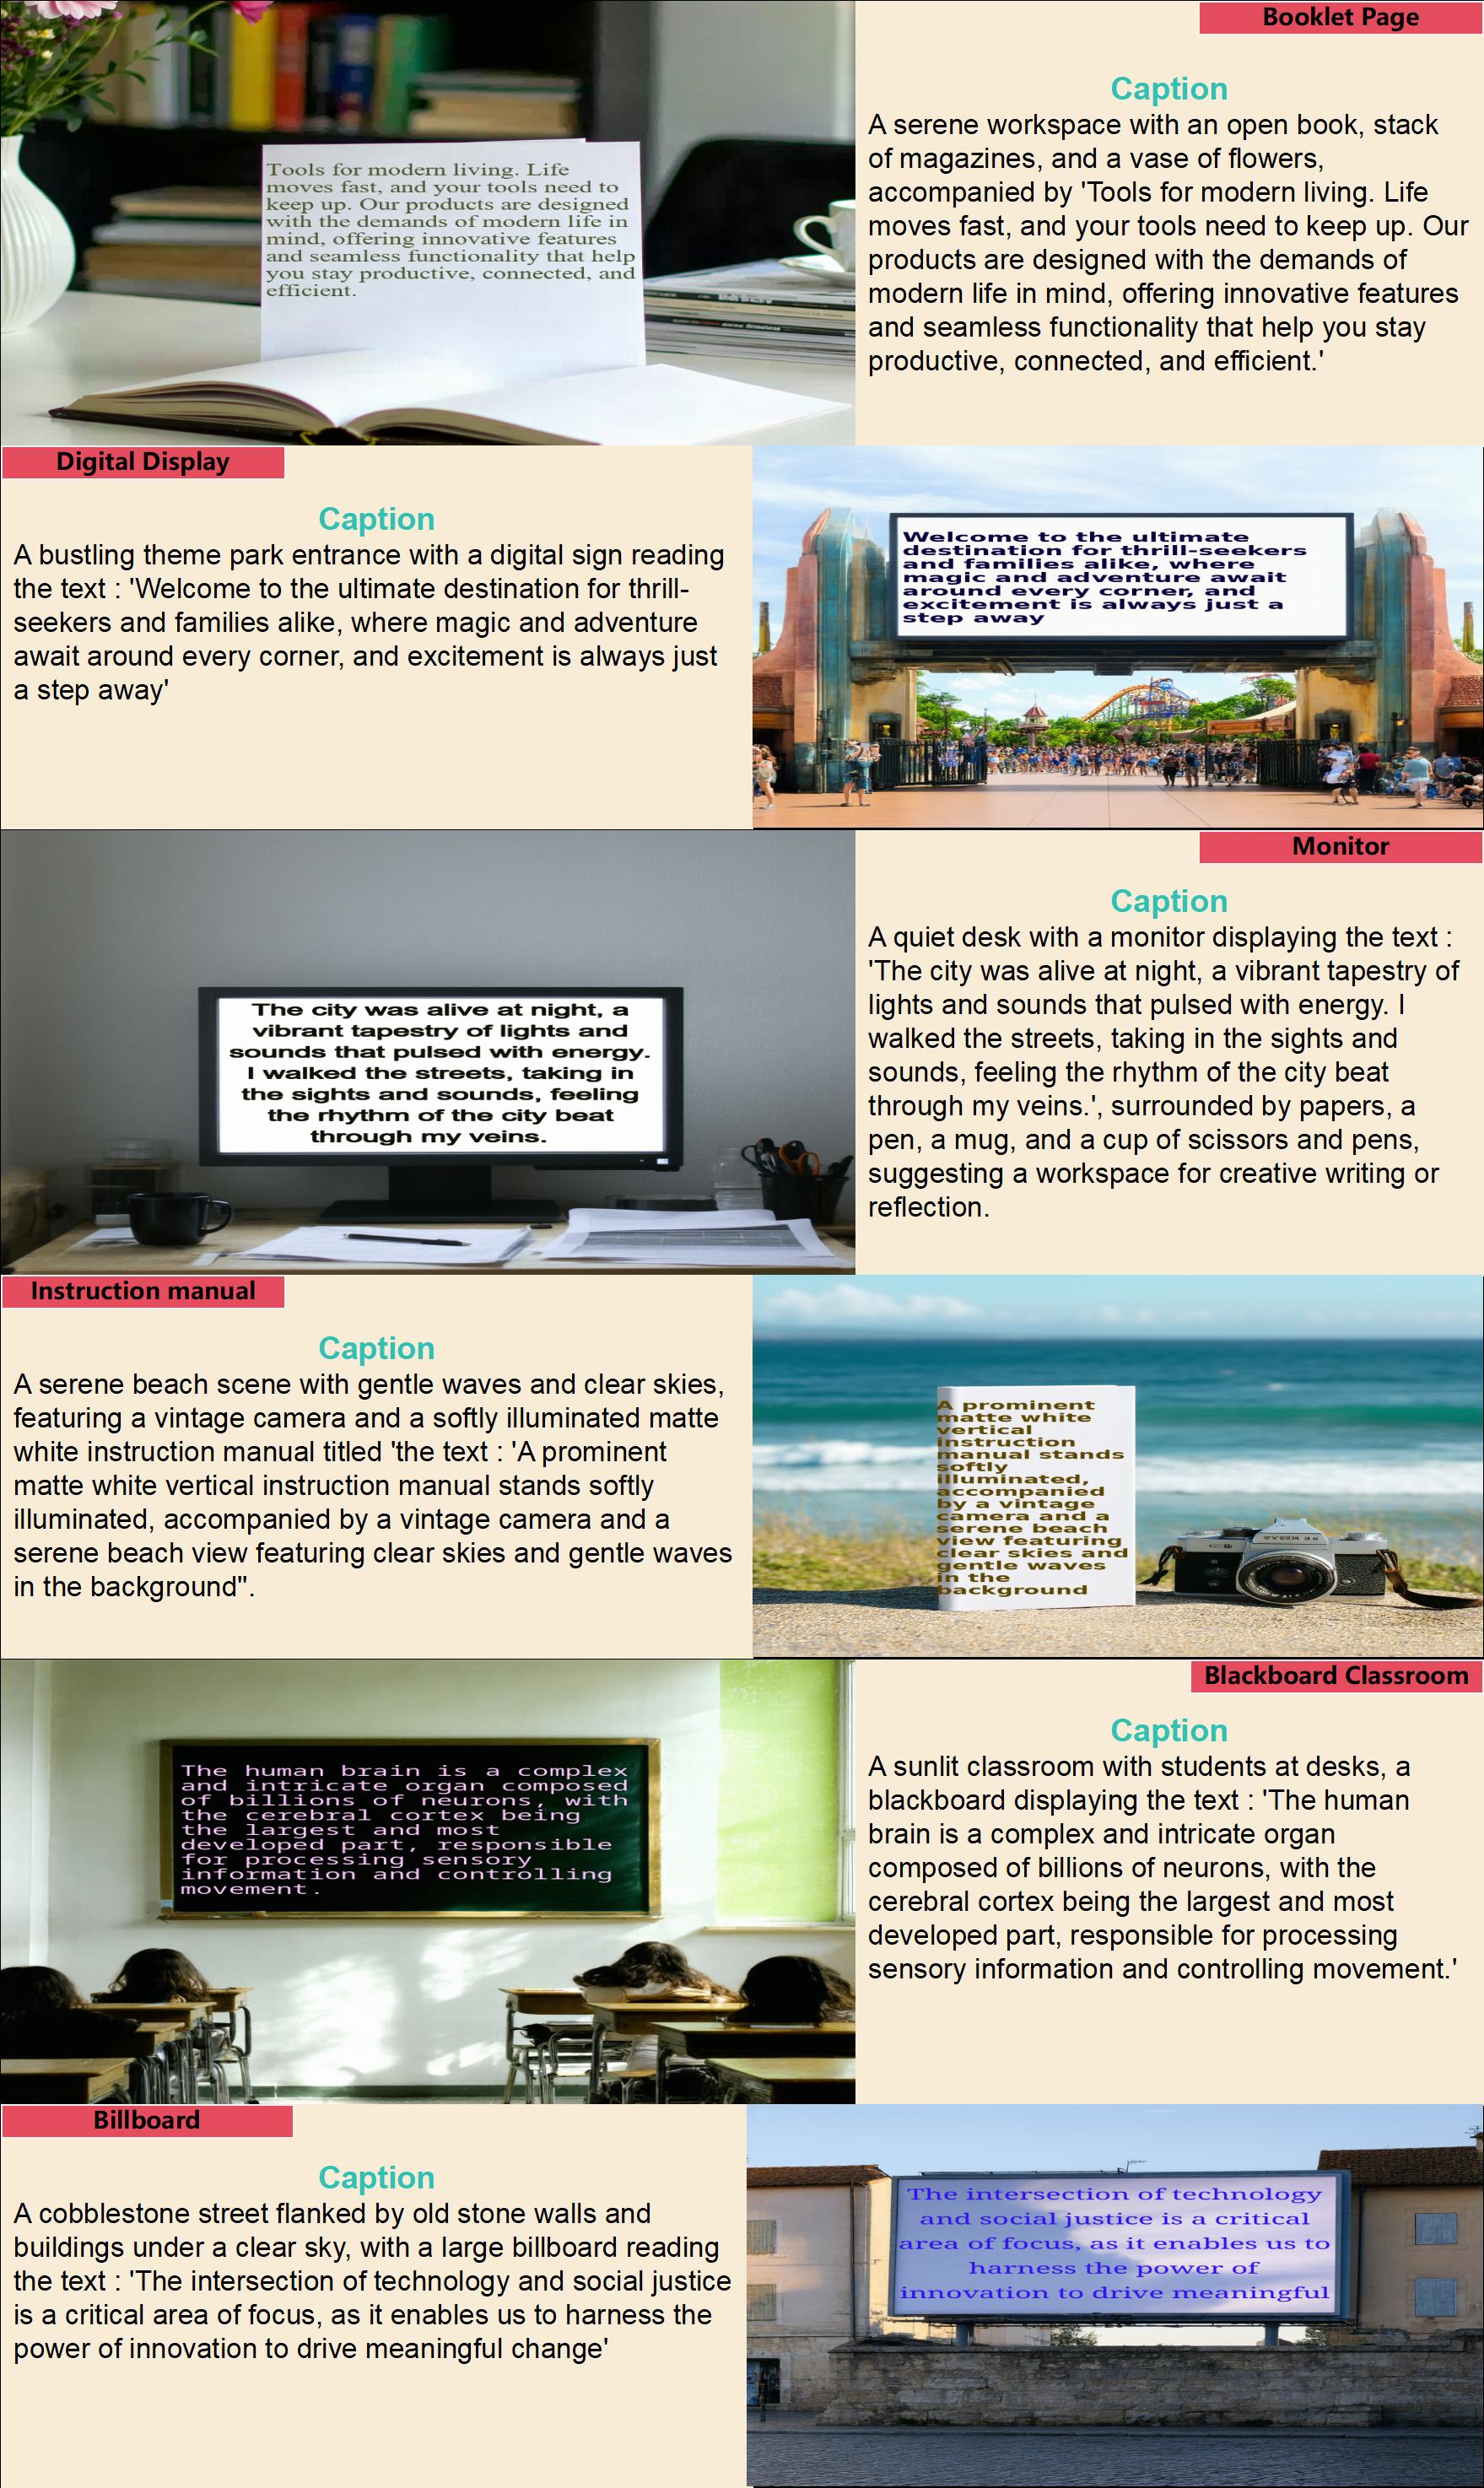 Booklet Page
Tools for modern living. Life
moves fast, and your tools need to
keep up. Our products are designed
with the demands of modern life in
mind, offering innovative features
and seamless functionality that help
you stay productive, connected, and
efficient.
Caption
A serene workspace with an open book, stack
of magazines, and a vase of flowers,
accompanied by 'Tools for modern living. Life
moves fast, and your tools need to keep up. Our
products are designed with the demands of
modern life in mind, offering innovative features
and seamless functionality that help you stay
productive, connected, and efficient.'
Digital Display
Caption
A bustling theme park entrance with a digital sign reading
the text : 'Welcome to the ultimate destination for thrill-
seekers and families alike, where magic and adventure
await around every corner, and excitement is always just
a step away'
Welcome to the ultimate
destination for thrill-seekers
and families alike, where
magic and adventure await
around every corner, and
excitement is always just a
step away
Monitor
The city was alive at night, a
vibrant tapestry of lights and
sounds that pulsed with energy.
I walked the streets, taking in
the sights and sounds, feeling
the rhythm of the city beat
through my veins.
Caption
A quiet desk with a monitor displaying the text :
'The city was alive at night, a vibrant tapestry of
lights and sounds that pulsed with energy. I
walked the streets, taking in the sights and
sounds, feeling the rhythm of the city beat
through my veins.', surrounded by papers, a
pen, a mug, and a cup of scissors and pens,
suggesting a workspace for creative writing or
reflection.
Instruction manual
Caption
A serene beach scene with gentle waves and clear skies,
featuring a vintage camera and a softly illuminated matte
white instruction manual titled 'the text : 'A prominent
matte white vertical instruction manual stands softly
illuminated, accompanied by a vintage camera and a
serene beach view featuring clear skies and gentle waves
in the background".
A prominent
matte white
vertical
instruction
manual stands
softly
illuminated,
accompanied
by a vintage
camera and a
serene beach
view featuring
clear skies and
gentle waves
in the
background
Blackboard Classroom
The human brain is a complex
and intricate organ composed
of billions of neurons, with
the cerebral cortex being
the largest and most
developed part, responsible
for processing sensory
information and controlling
movement.
Caption
A sunlit classroom with students at desks, a
blackboard displaying the text : 'The human
brain is a complex and intricate organ
composed of billions of neurons, with the
cerebral cortex being the largest and most
developed part, responsible for processing
sensory information and controlling movement.'
Billboard
Caption
A cobblestone street flanked by old stone walls and
buildings under a clear sky, with a large billboard reading
the text : 'The intersection of technology and social justice
is a critical area of focus, as it enables us to harness the
power of innovation to drive meaningful change'
The intersection of technology
and social justice is a critical
area of focus, as it enables us to
harness the power of
innovation to drive meaningful